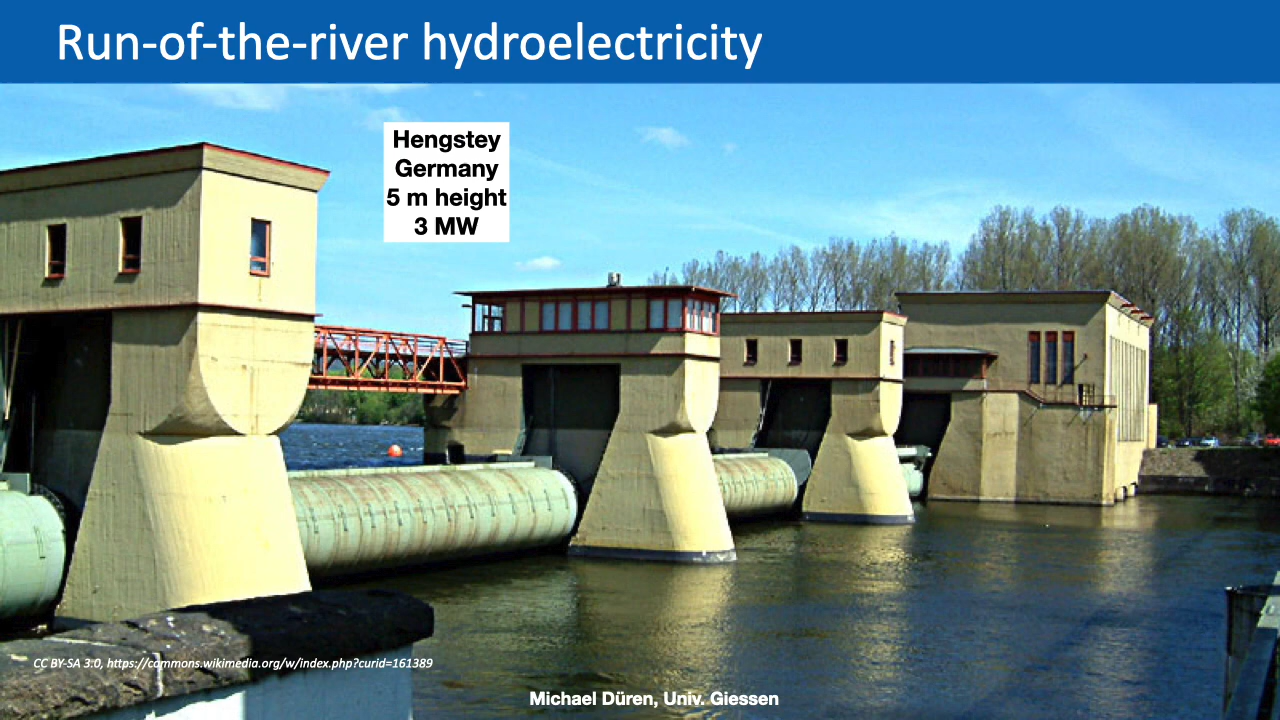 Run-of-the-river hydroelectricity
Hengstey
Germany
5 m height
3 MW
CC BY-SA 3.0, https://commons.wikimedia.org/w/index.php?curid=161389
Michael Düren, Univ. Giessen